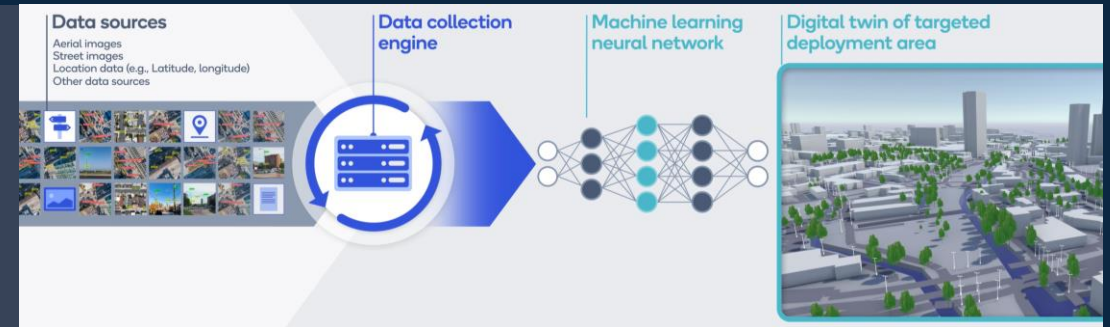 Data sources
Aerial images
Street images
Location data (e.g., Latitude, longitude)
Other data sources
Data collection
engine
Machine learning
neural network
Digital twin of targeted
deployment area